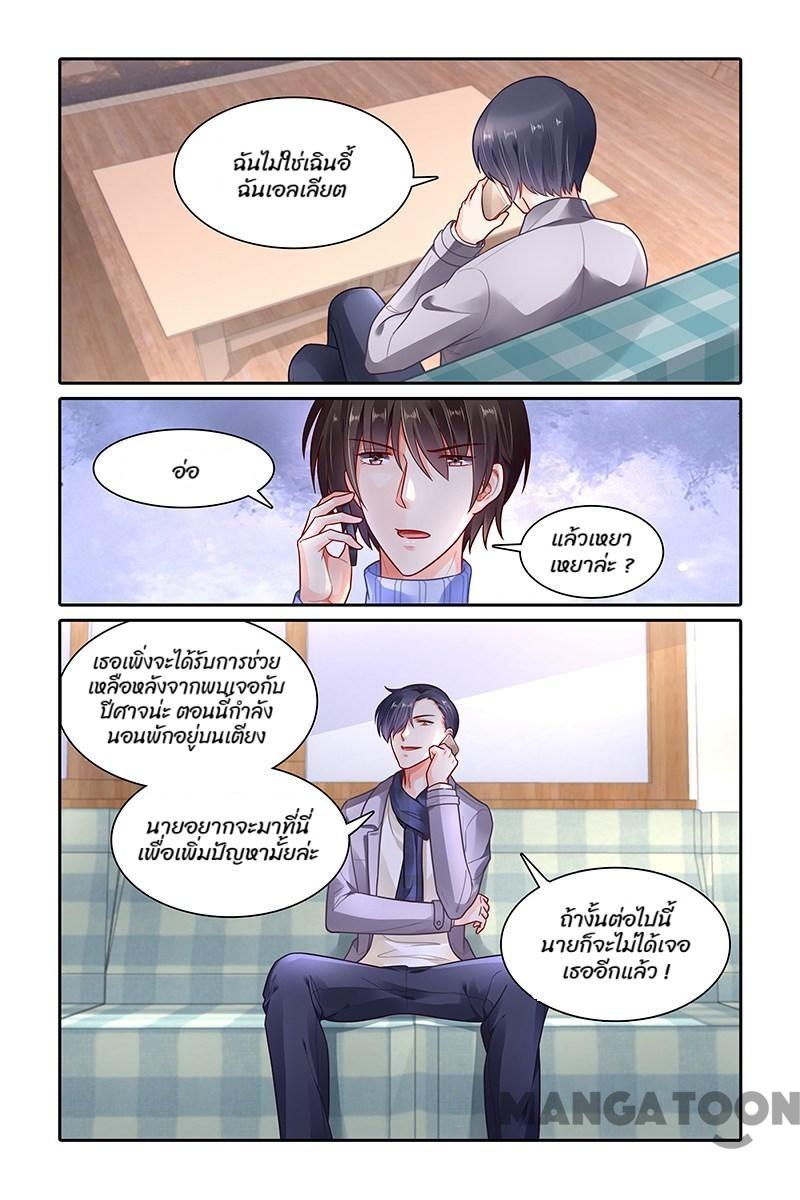 ฉันไม่ใช่เฉินอี้
ฉันเอลเลียต
อ่อ
แล้วเหยา
เหยาล่ะ ?
เธอเพิ่งจะได้รับการช่วย
เหลือหลังจากพบเจอกับ
ปีศาจน่ะ ตอนนี้กำลัง
นอนพักอยู่บนเตียง
นายอยากจะมาที่นี่
เพื่อเพิ่มปัญหามั้ยล่ะ
ถ้างั้นต่อไปนี้
นายก็จะไม่ได้เจอ
เธออีกแล้ว !
MANGATOON